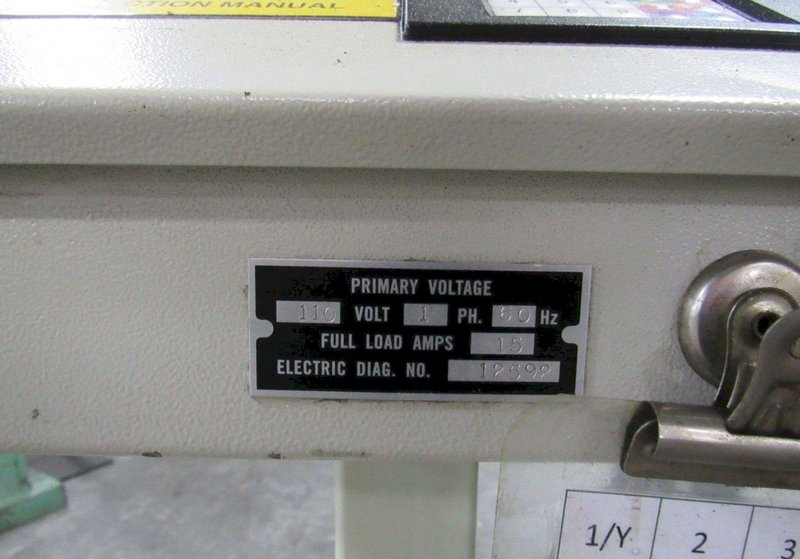 CTION MANUAL
PRIMARY VOLTAGE
110 VOLT 1 PH. 60 Hz
FULL LOAD AMPS 15
ELECTRIC DIAG. NO. 12592
1/Y 2 3